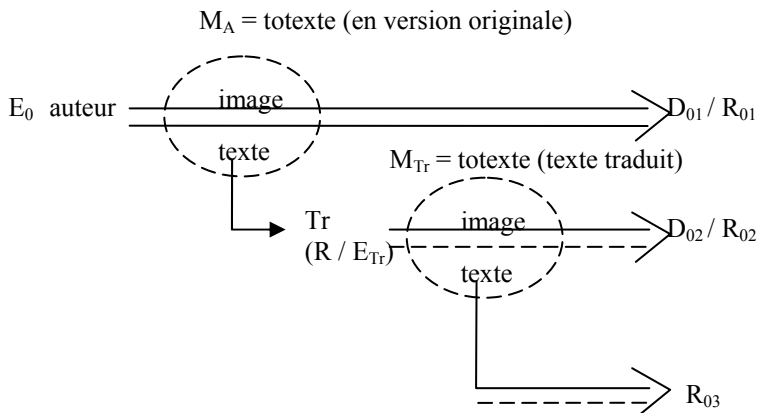 M_A = totexte (en version originale)
E_0 auteur
image
texte
D_01 / R_01
M_Tr = totexte (texte traduit)
Tr
(R / E_Tr)
image
texte
D_02 / R_02
R_03